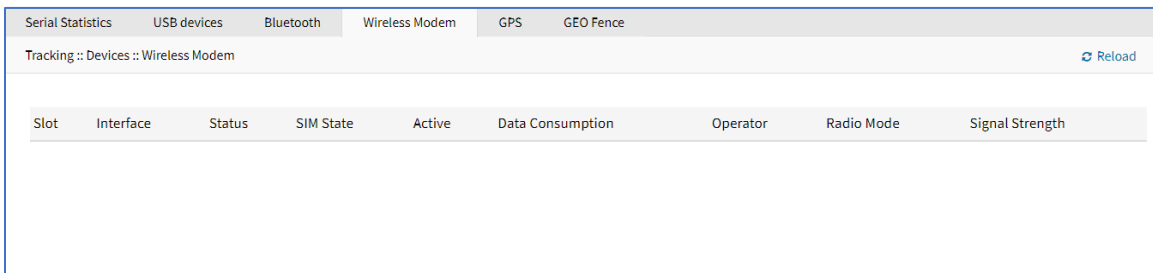 Serial Statistics USB devices Bluetooth Wireless Modem GPS GEO Fence
Tracking :: Devices :: Wireless Modem Reload
Slot Interface Status SIM State Active Data Consumption Operator Radio Mode Signal Strength